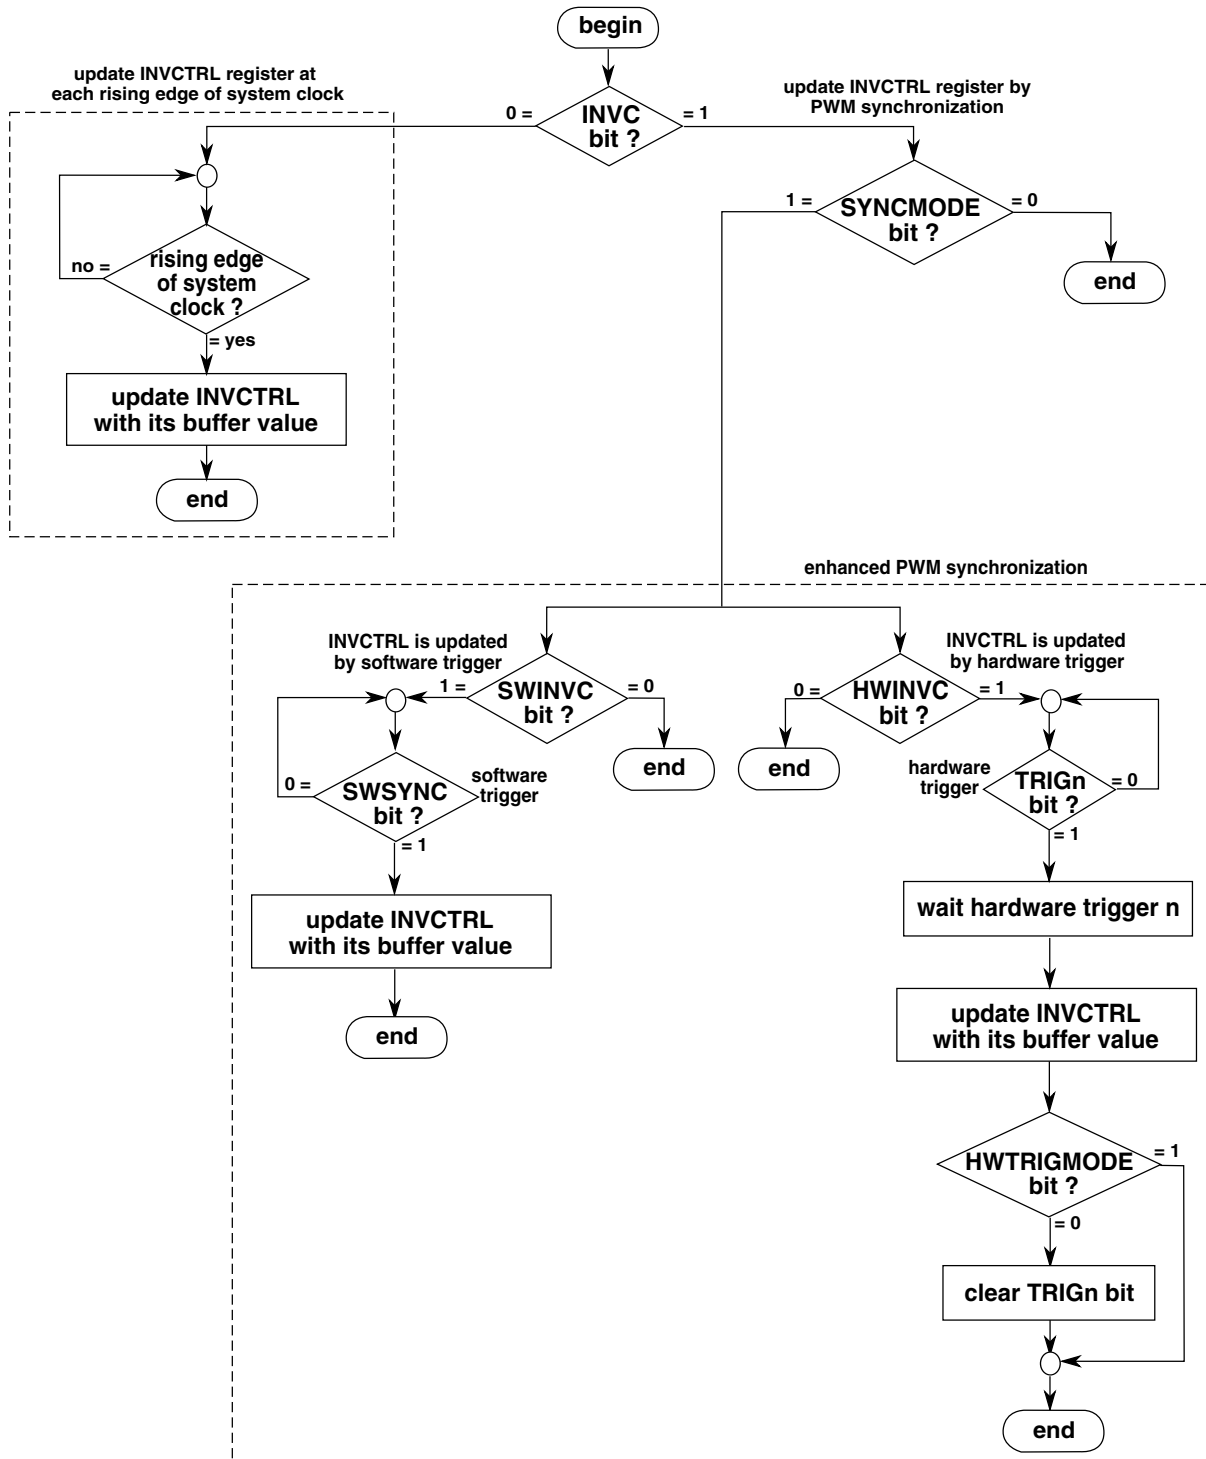 begin
update INVCTRL register at
each rising edge of system clock
update INVCTRL register by
PWM synchronization
0 =
INVC
bit ?
= 1
1 =
SYNCMODE
bit ?
= 0
end
no =
rising edge
of system
clock ?
= yes
update INVCTRL
with its buffer value
end
enhanced PWM synchronization
INVCTRL is updated
by software trigger
1 =
SWINVC
bit ?
= 0
end
0 =
SWSYNC
bit ?
software
trigger
= 1
update INVCTRL
with its buffer value
end
INVCTRL is updated
by hardware trigger
0 =
HWINVC
bit ?
= 1
end
hardware
trigger
TRIGn
bit ?
= 0
= 1
wait hardware trigger n
update INVCTRL
with its buffer value
HWTRIGMODE
bit ?
= 1
= 0
clear TRIGn bit
end